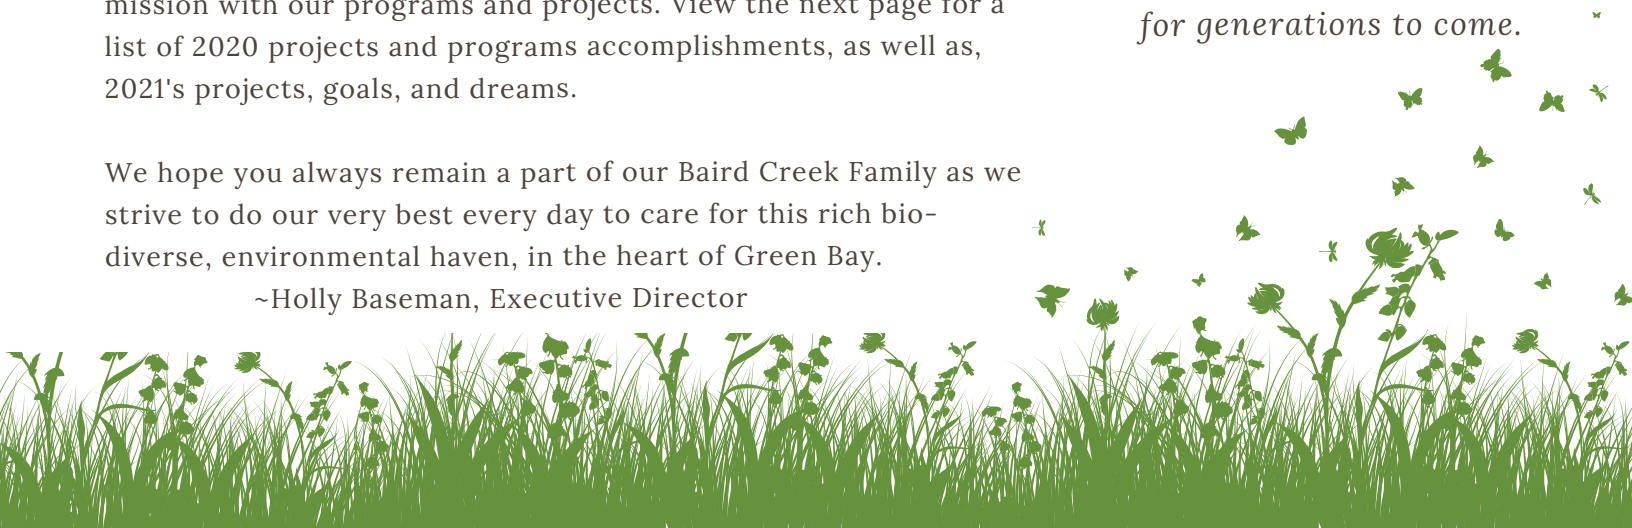 mission with our programs and projects. View the next page for a
list of 2020 projects and programs accomplishments, as well as,
2021's projects, goals, and dreams.
We hope you always remain a part of our Baird Creek Family as we
strive to do our very best every day to care for this rich bio-
diverse, environmental haven, in the heart of Green Bay.
~Holly Baseman, Executive Director
for generations to come.